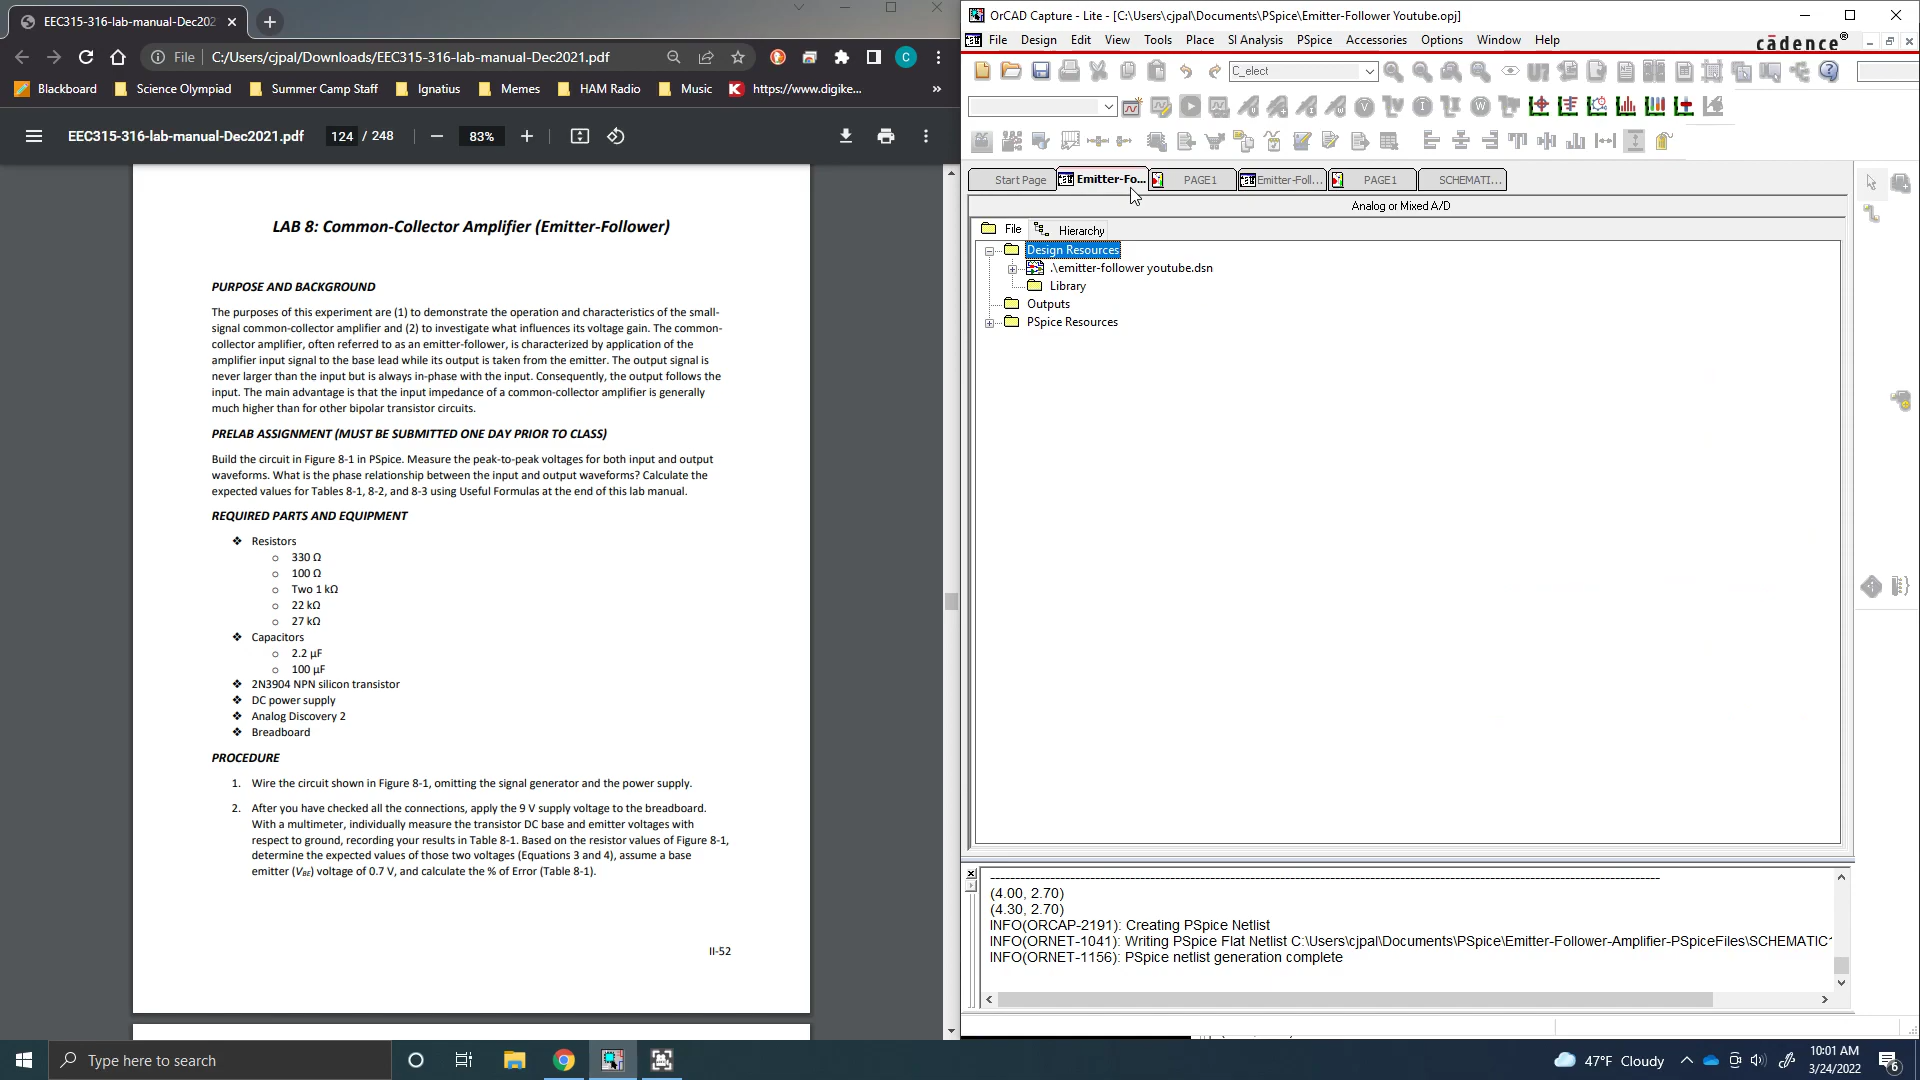 EEC315-316-lab-manual-Dec202
OrCAD Capture - Lite - [C:\Users\cjpal\Documents\PSpice\Emitter-Follower Youtube.opj]
File Design Edit View Tools Place SI Analysis PSpice Accessories Options Window Help
cādence®
File C:/Users/cjpal/Downloads/EEC315-316-lab-manual-Dec2021.pdf
C
C_elect
Blackboard Science Olympiad Summer Camp Staff Ignatius Memes HAM Radio Music https://www.digike... »
EEC315-316-lab-manual-Dec2021.pdf 124 / 248 83%
Start Page Emitter-Fo... PAGE1 Emitter-Foll... PAGE1 SCHEMATI...
Analog or Mixed A/D
File Hierarchy
Design Resources
.\emitter-follower youtube.dsn
Library
Outputs
PSpice Resources
LAB 8: Common-Collector Amplifier (Emitter-Follower)
PURPOSE AND BACKGROUND
The purposes of this experiment are (1) to demonstrate the operation and characteristics of the small-
signal common-collector amplifier and (2) to investigate what influences its voltage gain. The common-
collector amplifier, often referred to as an emitter-follower, is characterized by application of the
amplifier input signal to the base lead while its output is taken from the emitter. The output signal is
never larger than the input but is always in-phase with the input. Consequently, the output follows the
input. The main advantage is that the input impedance of a common-collector amplifier is generally
much higher than for other bipolar transistor circuits.
PRELAB ASSIGNMENT (MUST BE SUBMITTED ONE DAY PRIOR TO CLASS)
Build the circuit in Figure 8-1 in PSpice. Measure the peak-to-peak voltages for both input and output
waveforms. What is the phase relationship between the input and output waveforms? Calculate the
expected values for Tables 8-1, 8-2, and 8-3 using Useful Formulas at the end of this lab manual.
REQUIRED PARTS AND EQUIPMENT
❖ Resistors
o 330 Ω
o 100 Ω
o Two 1 kΩ
o 22 kΩ
o 27 kΩ
❖ Capacitors
o 2.2 µF
o 100 µF
❖ 2N3904 NPN silicon transistor
❖ DC power supply
❖ Analog Discovery 2
❖ Breadboard
PROCEDURE
1. Wire the circuit shown in Figure 8-1, omitting the signal generator and the power supply.
2. After you have checked all the connections, apply the 9 V supply voltage to the breadboard.
With a multimeter, individually measure the transistor DC base and emitter voltages with
respect to ground, recording your results in Table 8-1. Based on the resistor values of Figure 8-1,
determine the expected values of those two voltages (Equations 3 and 4), assume a base
emitter (VBE) voltage of 0.7 V, and calculate the % of Error (Table 8-1).
II-52
(4.00, 2.70)
(4.30, 2.70)
INFO(ORCAP-2191): Creating PSpice Netlist
INFO(ORNET-1041): Writing PSpice Flat Netlist C:\Users\cjpal\Documents\PSpice\Emitter-Follower-Amplifier-PSpiceFiles\SCHEMATIC
INFO(ORNET-1156): PSpice netlist generation complete
Type here to search
47°F Cloudy
10:01 AM
3/24/2022
6